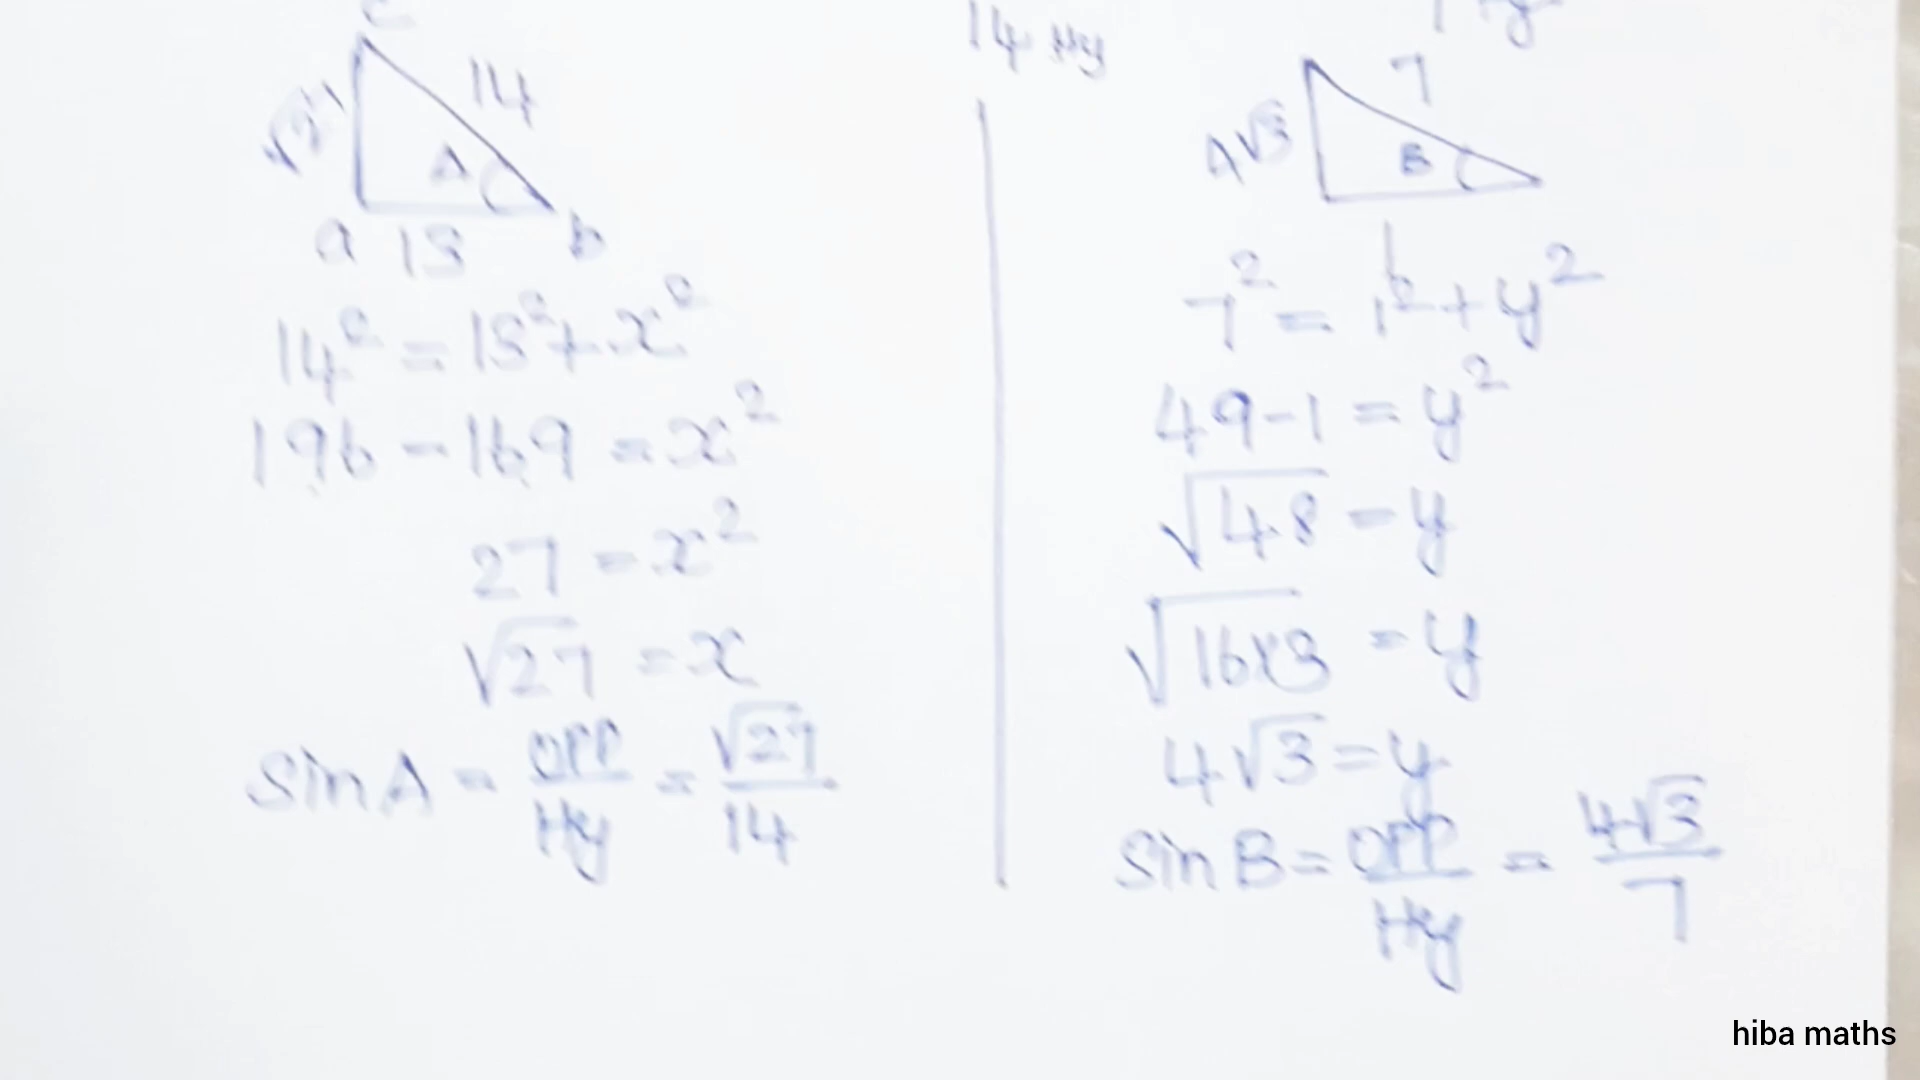 c
14
√27
A
a 13 b
14² = 13² + x²
196 - 169 = x²
27 = x²
√27 = x
Sin A = OPP/Hy = √27/14
14 Hy
7
4√3
B
1
7² = 1² + y²
49 - 1 = y²
√48 = y
√16x3 = y
4√3 = y
Sin B = OPP/Hy = 4√3/7
hiba maths